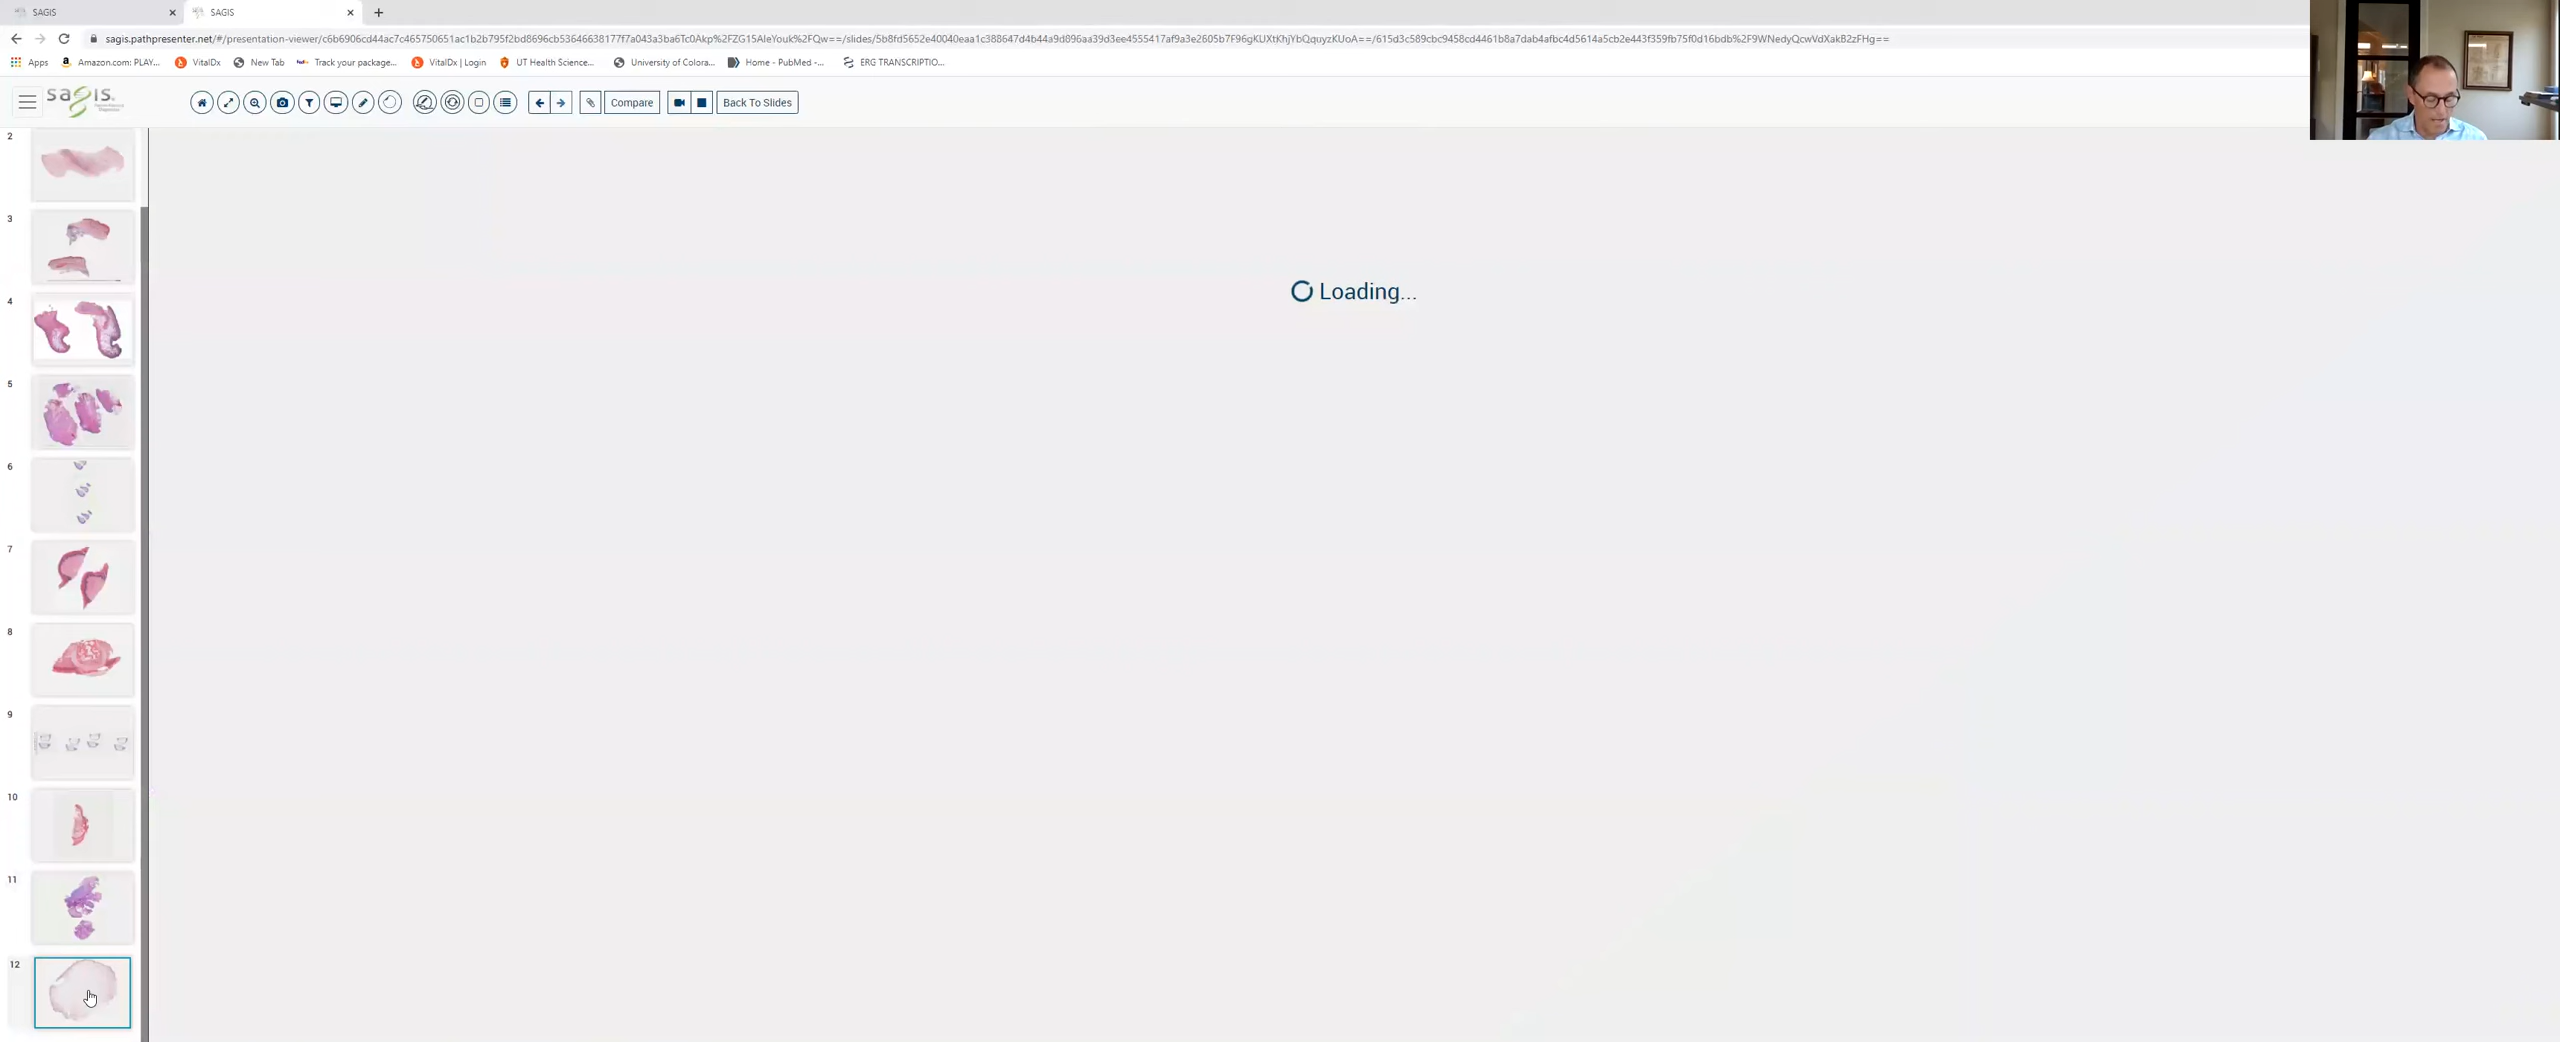 SAGIS
SAGIS
sagis.pathpresenter.net/#/presentation-viewer/c6b6906cd44ac7c465750651ac1b2b795f2bd8696cb53646638177f7a043a3ba6Tc0Akp%2FZG15AleYouk%2FQw==/slides/5b8fd5652e40040eaa1c388647d4b44a9d896aa39d3ee4555417af9a3e2605b7F96gKUXtKhjYbQquyzKUoA==/615d3c589cbc9458cd4461b8a7dab4afbc4d5614a5cb2e443f359fb75f0d16bdb%2F9WNedyQcwVdXakB2zFHg==
Apps Amazon.com: PLAY... VitalDx New Tab Track your package... VitalDx | Login UT Health Science... University of Colora... Home - PubMed -... ERG TRANSCRIPTIO...
sagis Compare Back To Slides
2
3
4
5
6
7
8
9
10
11
12
Loading...